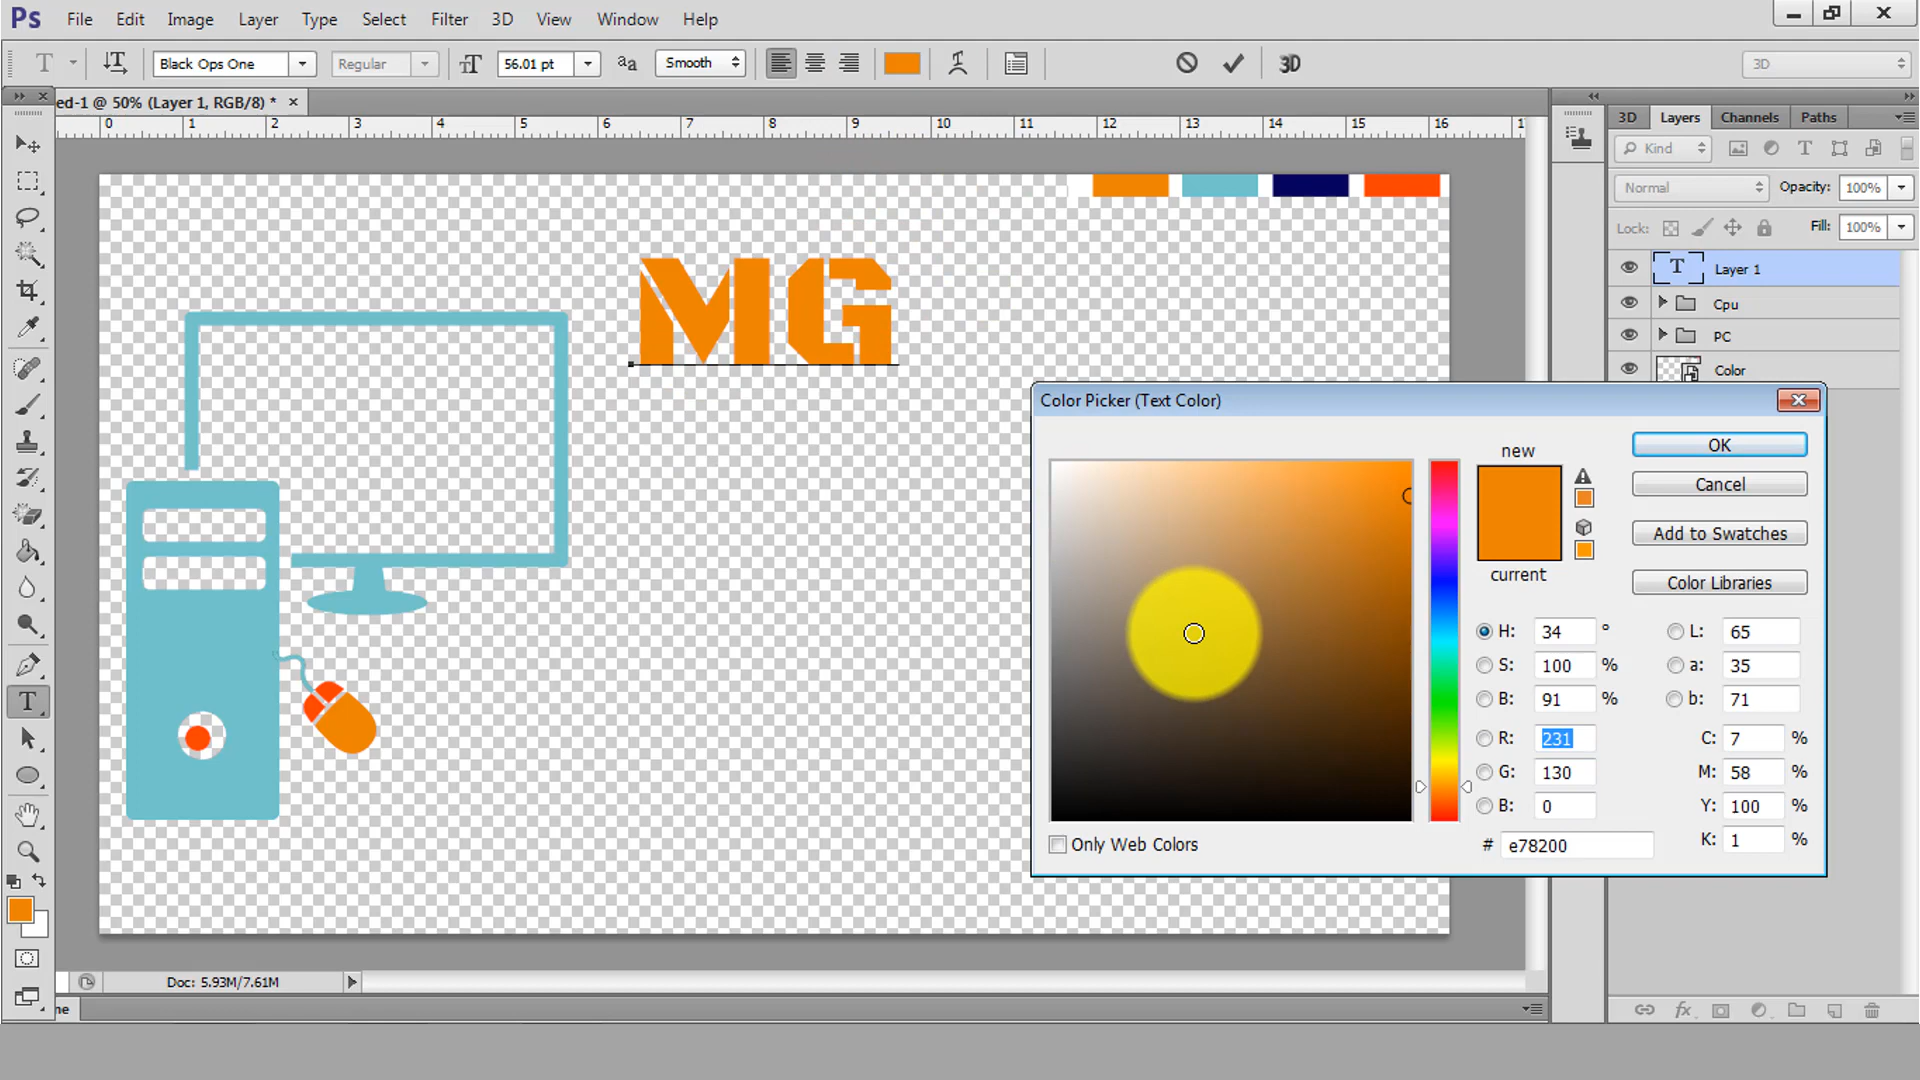 Ps File Edit Image Layer Type Select Filter 3D View Window Help
T Black Ops One Regular 56.01 pt aa Smooth 3D 3D
ed-1 @ 50% (Layer 1, RGB/8) * ×
0 1 2 3 4 5 6 7 8 9 10 11 12 13 14 15 16 1
3D Layers Channels Paths
Kind
Normal Opacity: 100%
Lock: Fill: 100%
T Layer 1
Cpu
PC
Color
MG
Color Picker (Text Color)
new
current
OK
Cancel
Add to Swatches
Color Libraries
H: 34 ° L: 65
S: 100 % a: 35
B: 91 % b: 71
R: 231 C: 7 %
G: 130 M: 58 %
B: 0 Y: 100 %
# e78200 K: 1 %
Only Web Colors
Doc: 5.93M/7.61M
ne
fx